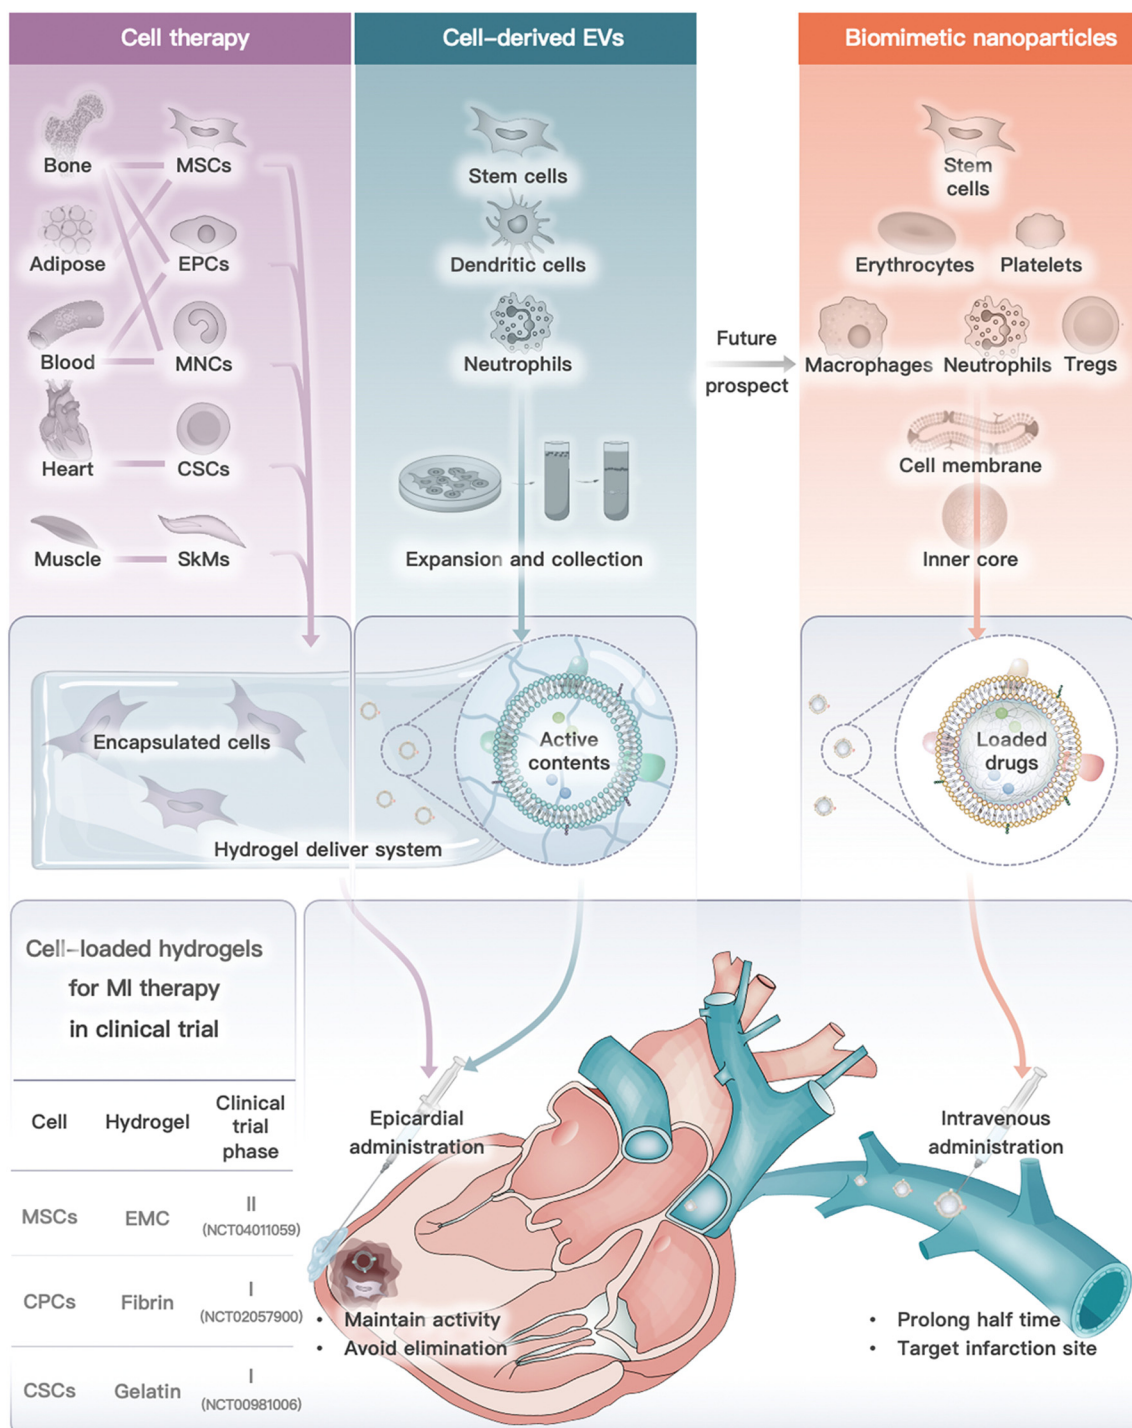 Cell therapy
Cell-derived EVs
Biomimetic nanoparticles
Bone
MSCs
Adipose
EPCs
Blood
MNCs
Heart
CSCs
Muscle
SkMs
Stem cells
Dendritic cells
Neutrophils
Expansion and collection
Future
prospect
Stem
cells
Erythrocytes
Platelets
Macrophages
Neutrophils
Tregs
Cell membrane
Inner core
Encapsulated cells
Hydrogel deliver system
Active
contents
Loaded
drugs
Cell-loaded hydrogels
for MI therapy
in clinical trial
Cell
Hydrogel
Clinical
trial
phase
MSCs
EMC
II
(NCT04011059)
CPCs
Fibrin
I
(NCT02057900)
CSCs
Gelatin
I
(NCT00981006)
Epicardial
administration
• Maintain activity
• Avoid elimination
Intravenous
administration
• Prolong half time
• Target infarction site